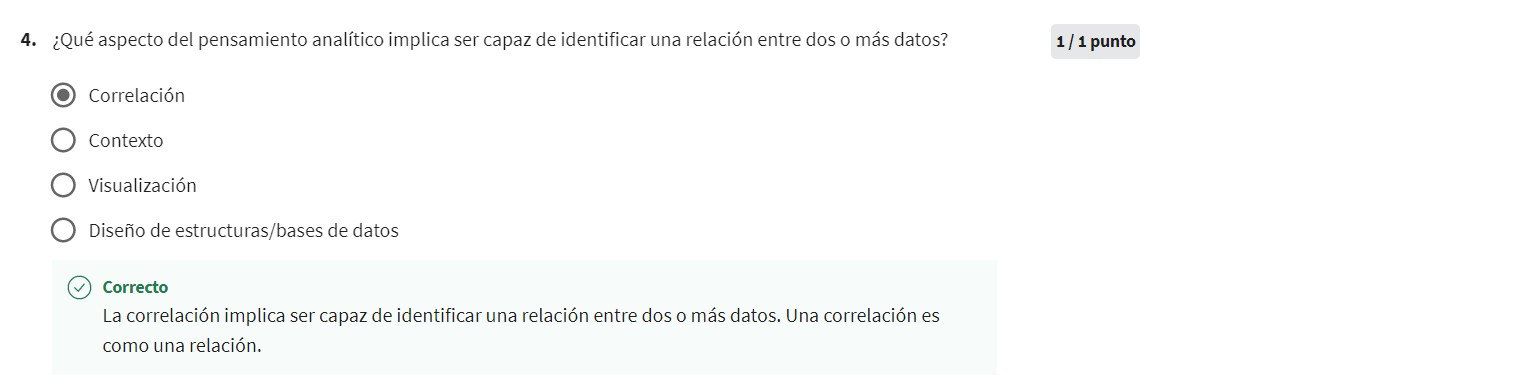 4. ¿Qué aspecto del pensamiento analítico implica ser capaz de identificar una relación entre dos o más datos?
1 / 1 punto
Correlación
Contexto
Visualización
Diseño de estructuras/bases de datos
Correcto
La correlación implica ser capaz de identificar una relación entre dos o más datos. Una correlación es
como una relación.